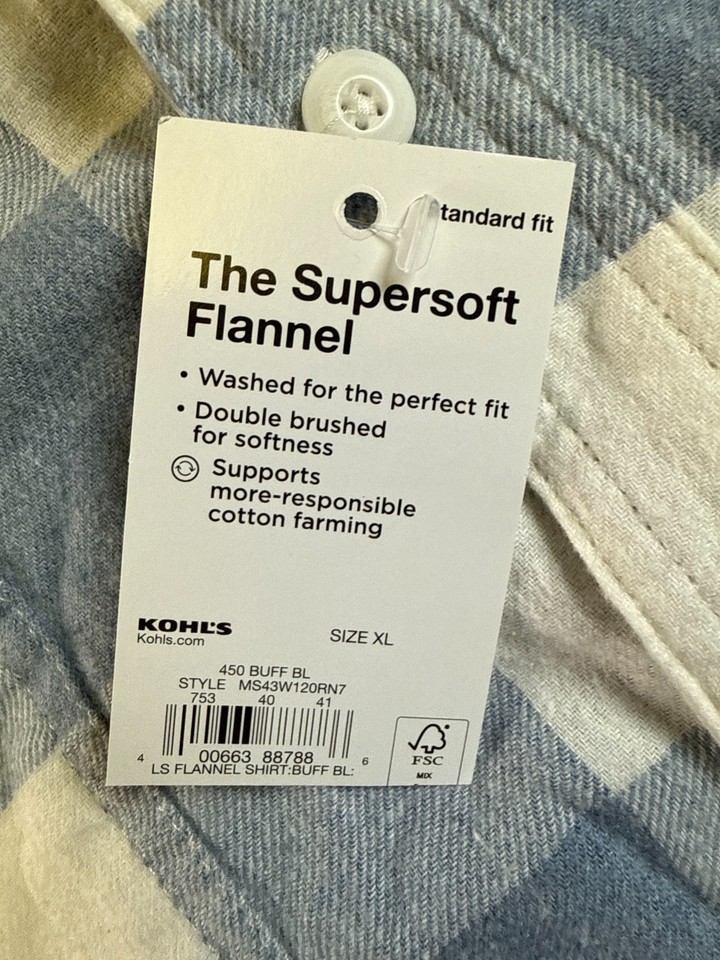 tandard fit
The Supersoft
Flannel
• Washed for the perfect fit
• Double brushed
for softness
Supports
more-responsible
cotton farming
KOHL'S
Kohls.com
SIZE XL
450 BUFF BL
STYLE MS43W120RN7
753 40 41
4 00663 88788 6
LS FLANNEL SHIRT:BUFF BL:
FSC
MIX